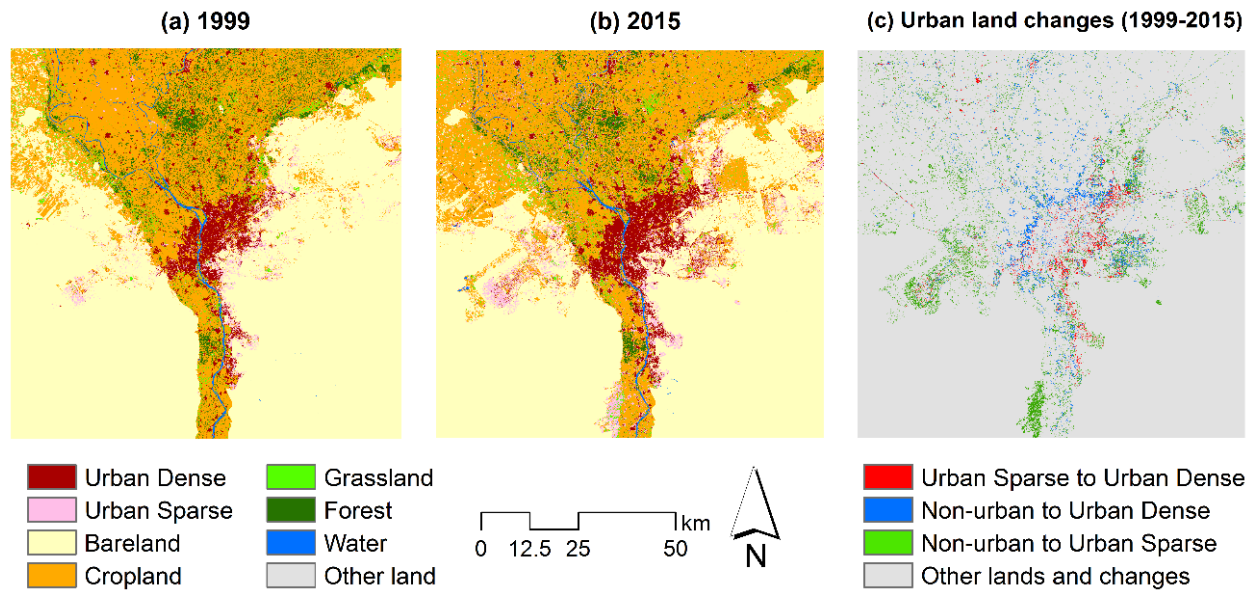 (a) 1999
(b) 2015
(c) Urban land changes (1999-2015)
Urban Dense
Urban Sparse
Bareland
Cropland
Grassland
Forest
Water
Other land
km
0 12.5 25 50
N
Urban Sparse to Urban Dense
Non-urban to Urban Dense
Non-urban to Urban Sparse
Other lands and changes